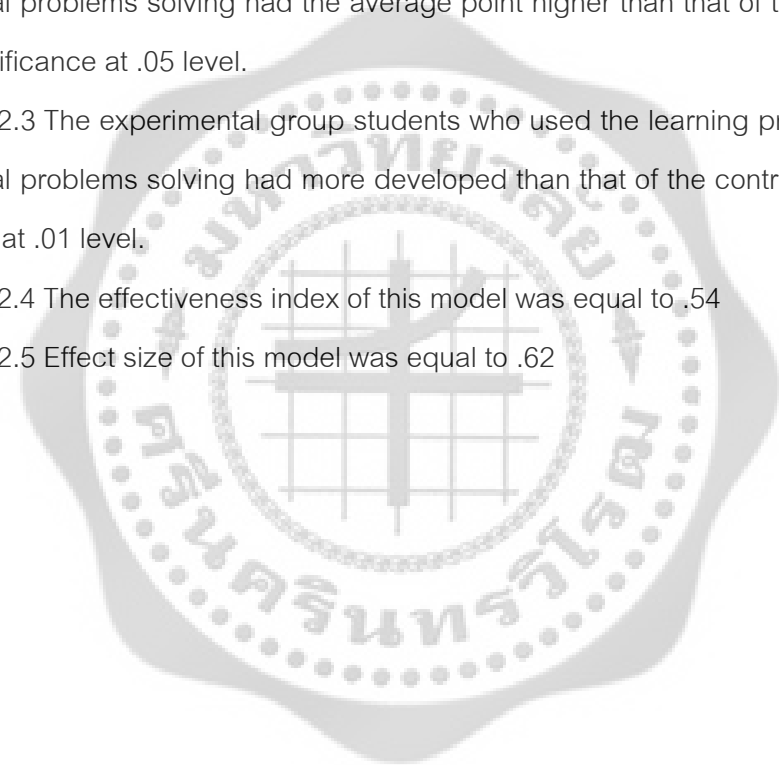 al problems solving had the average point higher than that of t
ificance at .05 level.
2.3 The experimental group students who used the learning pr
al problems solving had more developed than that of the contr
at .01 level.
2.4 The effectiveness index of this model was equal to .54
2.5 Effect size of this model was equal to .62
มหาวิทยาลัย
ศรีนครินทรวิโรฒ